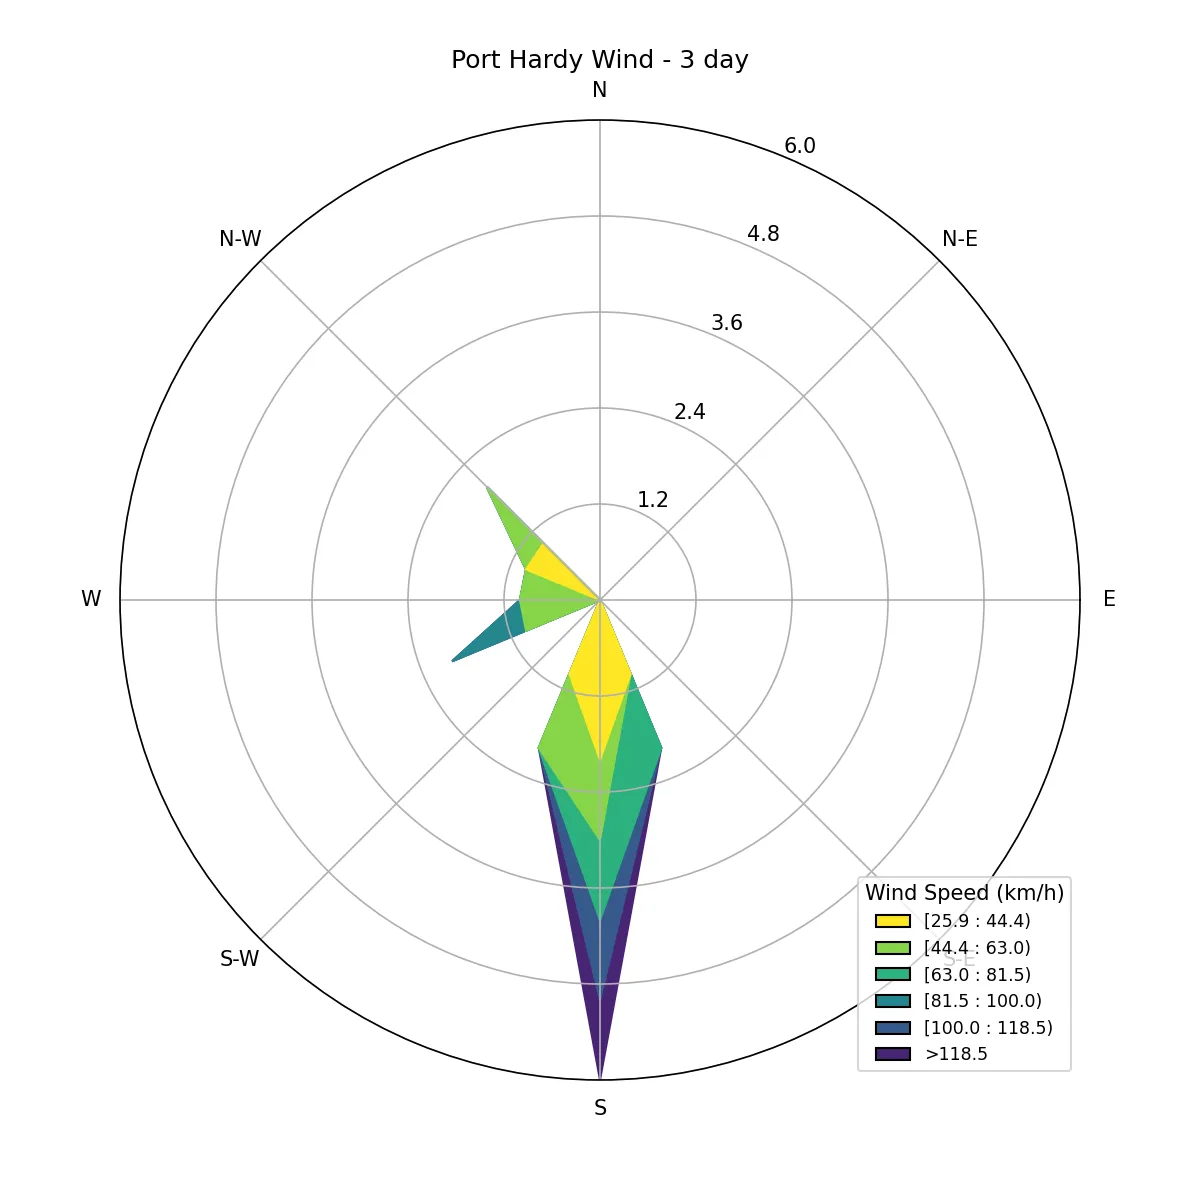 Port Hardy Wind - 3 day
N
6.0
N-W
4.8
N-E
3.6
2.4
1.2
W
E
Wind Speed (km/h)
[25.9 : 44.4)
[44.4 : 63.0)
S-W
S-E
[63.0 : 81.5)
[81.5 : 100.0)
[100.0 : 118.5)
>118.5
S